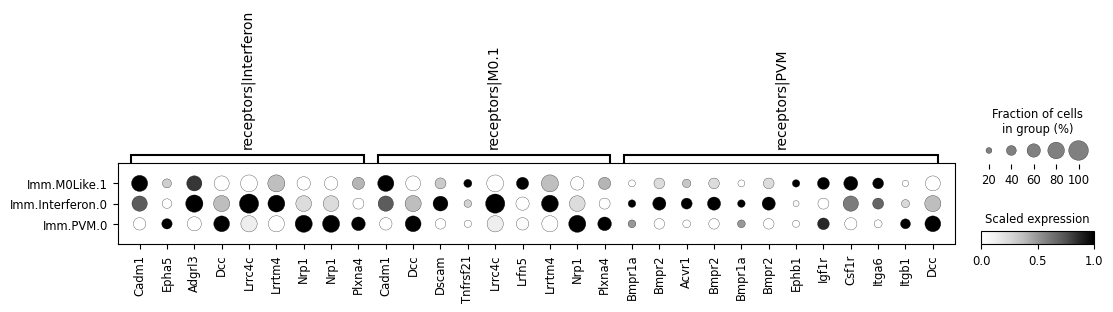 receptors|Interferon
receptors|M0.1
receptors|PVM
Imm.M0Like.1
Imm.Interferon.0
Imm.PVM.0
Cadm1
Epha5
Adgrl3
Dcc
Lrrc4c
Lrrtm4
Nrp1
Nrp1
Plxna4
Cadm1
Dcc
Dscam
Tnfrsf21
Lrrc4c
Lrfn5
Lrrtm4
Nrp1
Plxna4
Bmpr1a
Bmpr2
Acvr1
Bmpr2
Bmpr1a
Bmpr2
Ephb1
Igf1r
Csf1r
Itga6
Itgb1
Dcc
Fraction of cells
in group (%)
20 40 60 80 100
Scaled expression
0.0 0.5 1.0